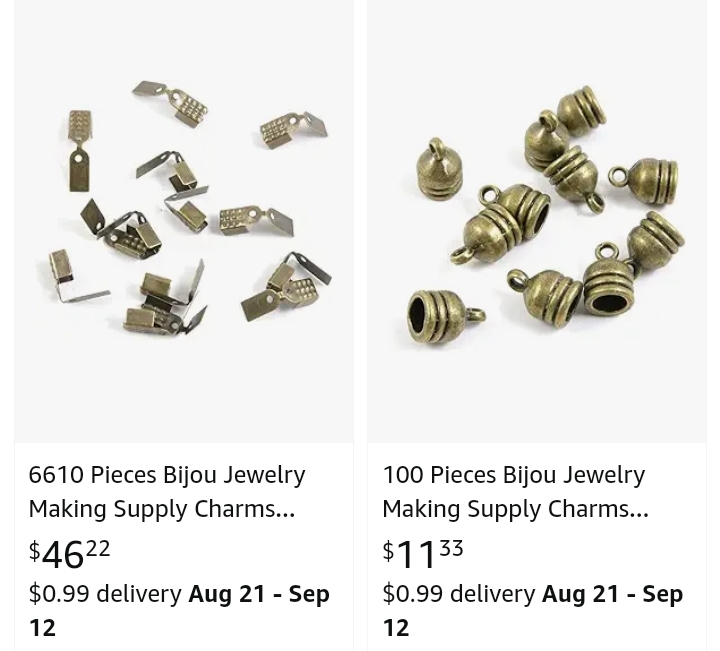 6610 Pieces Bijou Jewelry
Making Supply Charms...
$46.22
$0.99 delivery Aug 21 - Sep
12
100 Pieces Bijou Jewelry
Making Supply Charms...
$11.33
$0.99 delivery Aug 21 - Sep
12